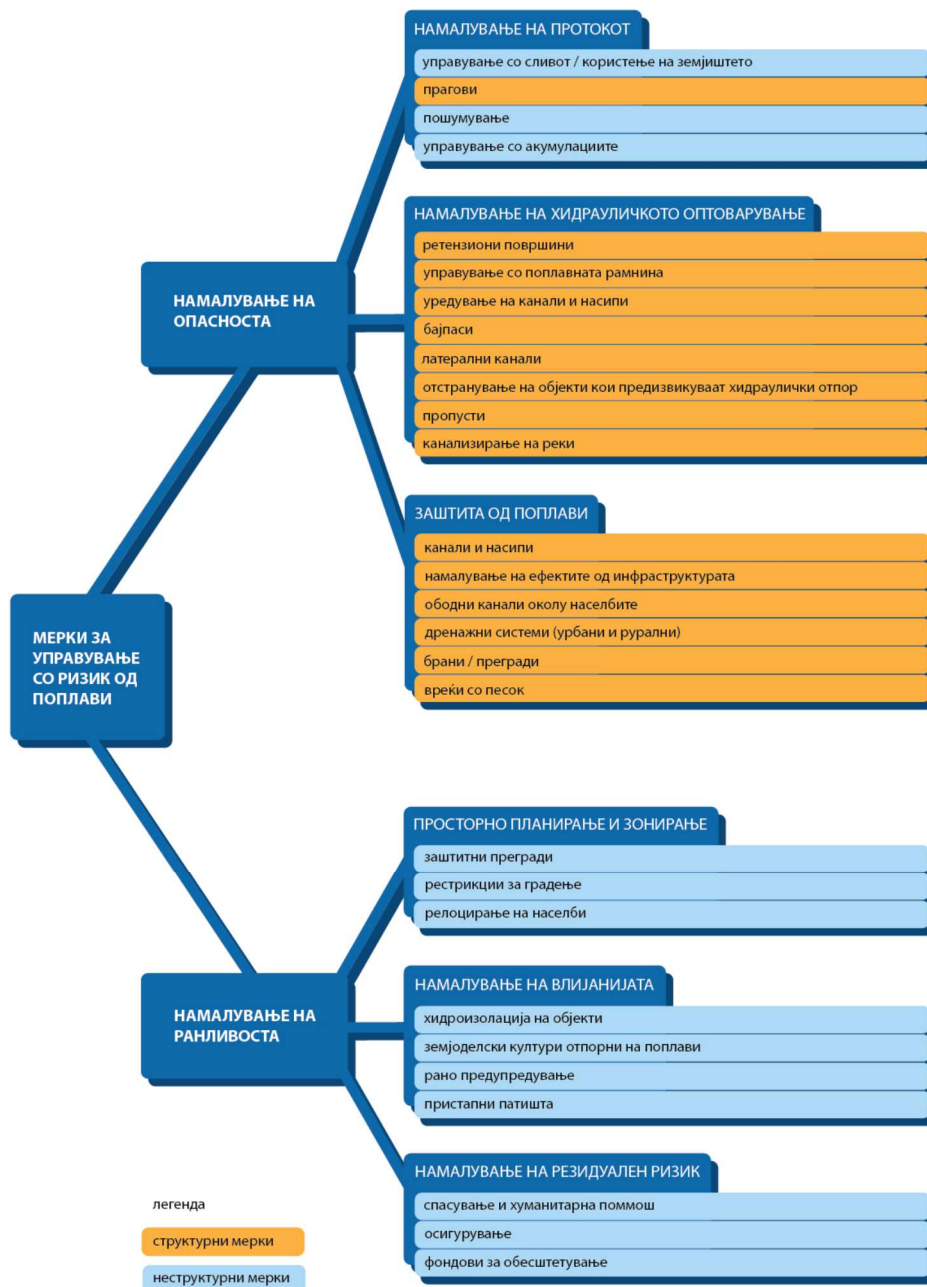 НАМАЛУВАЊЕ НА ПРОТОКОТ
управување со сливот / користење на земјиштето
прагови
пошумување
управување со акумулациите
НАМАЛУВАЊЕ НА ХИДРАУЛИЧКОТО ОПТОВАРУВАЊЕ
ретензиони површини
управување со поплавната рамнина
уредување на канали и насипи
бајпаси
латерални канали
отстранување на објекти кои предизвикуваат хидраулички отпор
пропусти
канализирање на реки
НАМАЛУВАЊЕ НА
ОПАСНОСТА
ЗАШТИТА ОД ПОПЛАВИ
канали и насипи
намалување на ефектите од инфраструктурата
ободни канали околу населбите
дренажни системи (урбани и рурални)
брани / прегради
вреќи со песок
МЕРКИ ЗА
УПРАВУВАЊЕ
СО РИЗИК ОД
ПОПЛАВИ
ПРОСТОРНО ПЛАНИРАЊЕ И ЗОНИРАЊЕ
заштитни прегради
рестрикции за градење
релоцирање на населби
НАМАЛУВАЊЕ НА
РАНЛИВОСТА
НАМАЛУВАЊЕ НА ВЛИЈАНИЈАТА
хидроизолација на објекти
земјоделски култури отпорни на поплави
рано предупредување
пристапни патишта
НАМАЛУВАЊЕ НА РЕЗИДУАЛЕН РИЗИК
спасување и хуманитарна поммош
осигурување
фондови за обесштетување
легенда
структурни мерки
неструктурни мерки